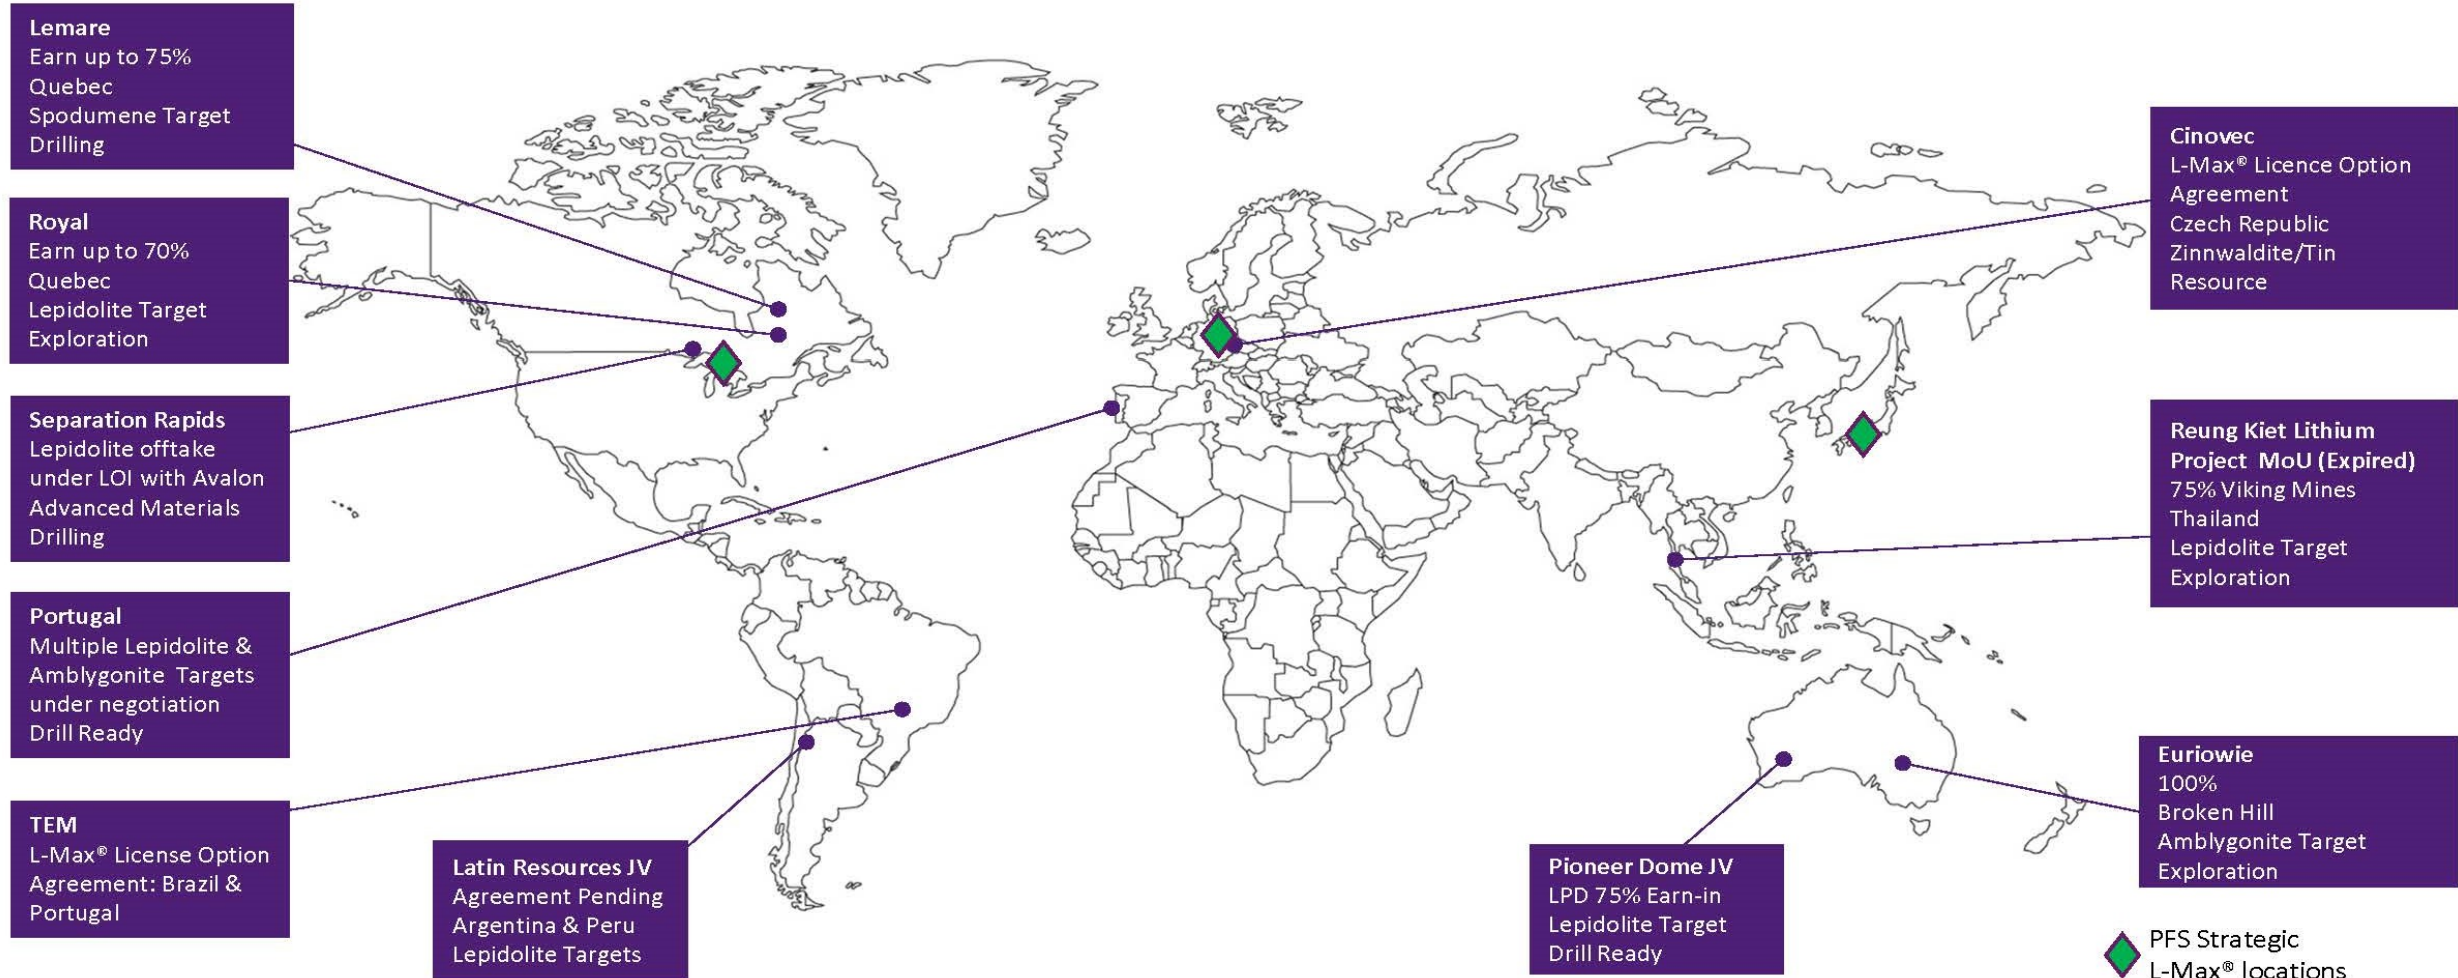 Lemare
Earn up to 75%
Quebec
Spodumene Target
Drilling
Royal
Earn up to 70%
Quebec
Lepidolite Target
Exploration
Separation Rapids
Lepidolite offtake
under LOI with Avalon
Advanced Materials
Drilling
Portugal
Multiple Lepidolite &
Amblygonite Targets
under negotiation
Drill Ready
TEM
L-Max® License Option
Agreement: Brazil &
Portugal
Latin Resources JV
Agreement Pending
Argentina & Peru
Lepidolite Targets
Pioneer Dome JV
LPD 75% Earn-in
Lepidolite Target
Drill Ready
Cinovec
L-Max® Licence Option
Agreement
Czech Republic
Zinnwaldite/Tin
Resource
Reung Kiet Lithium
Project MoU (Expired)
75% Viking Mines
Thailand
Lepidolite Target
Exploration
Euriowie
100%
Broken Hill
Amblygonite Target
Exploration
PFS Strategic
L-Max® locations